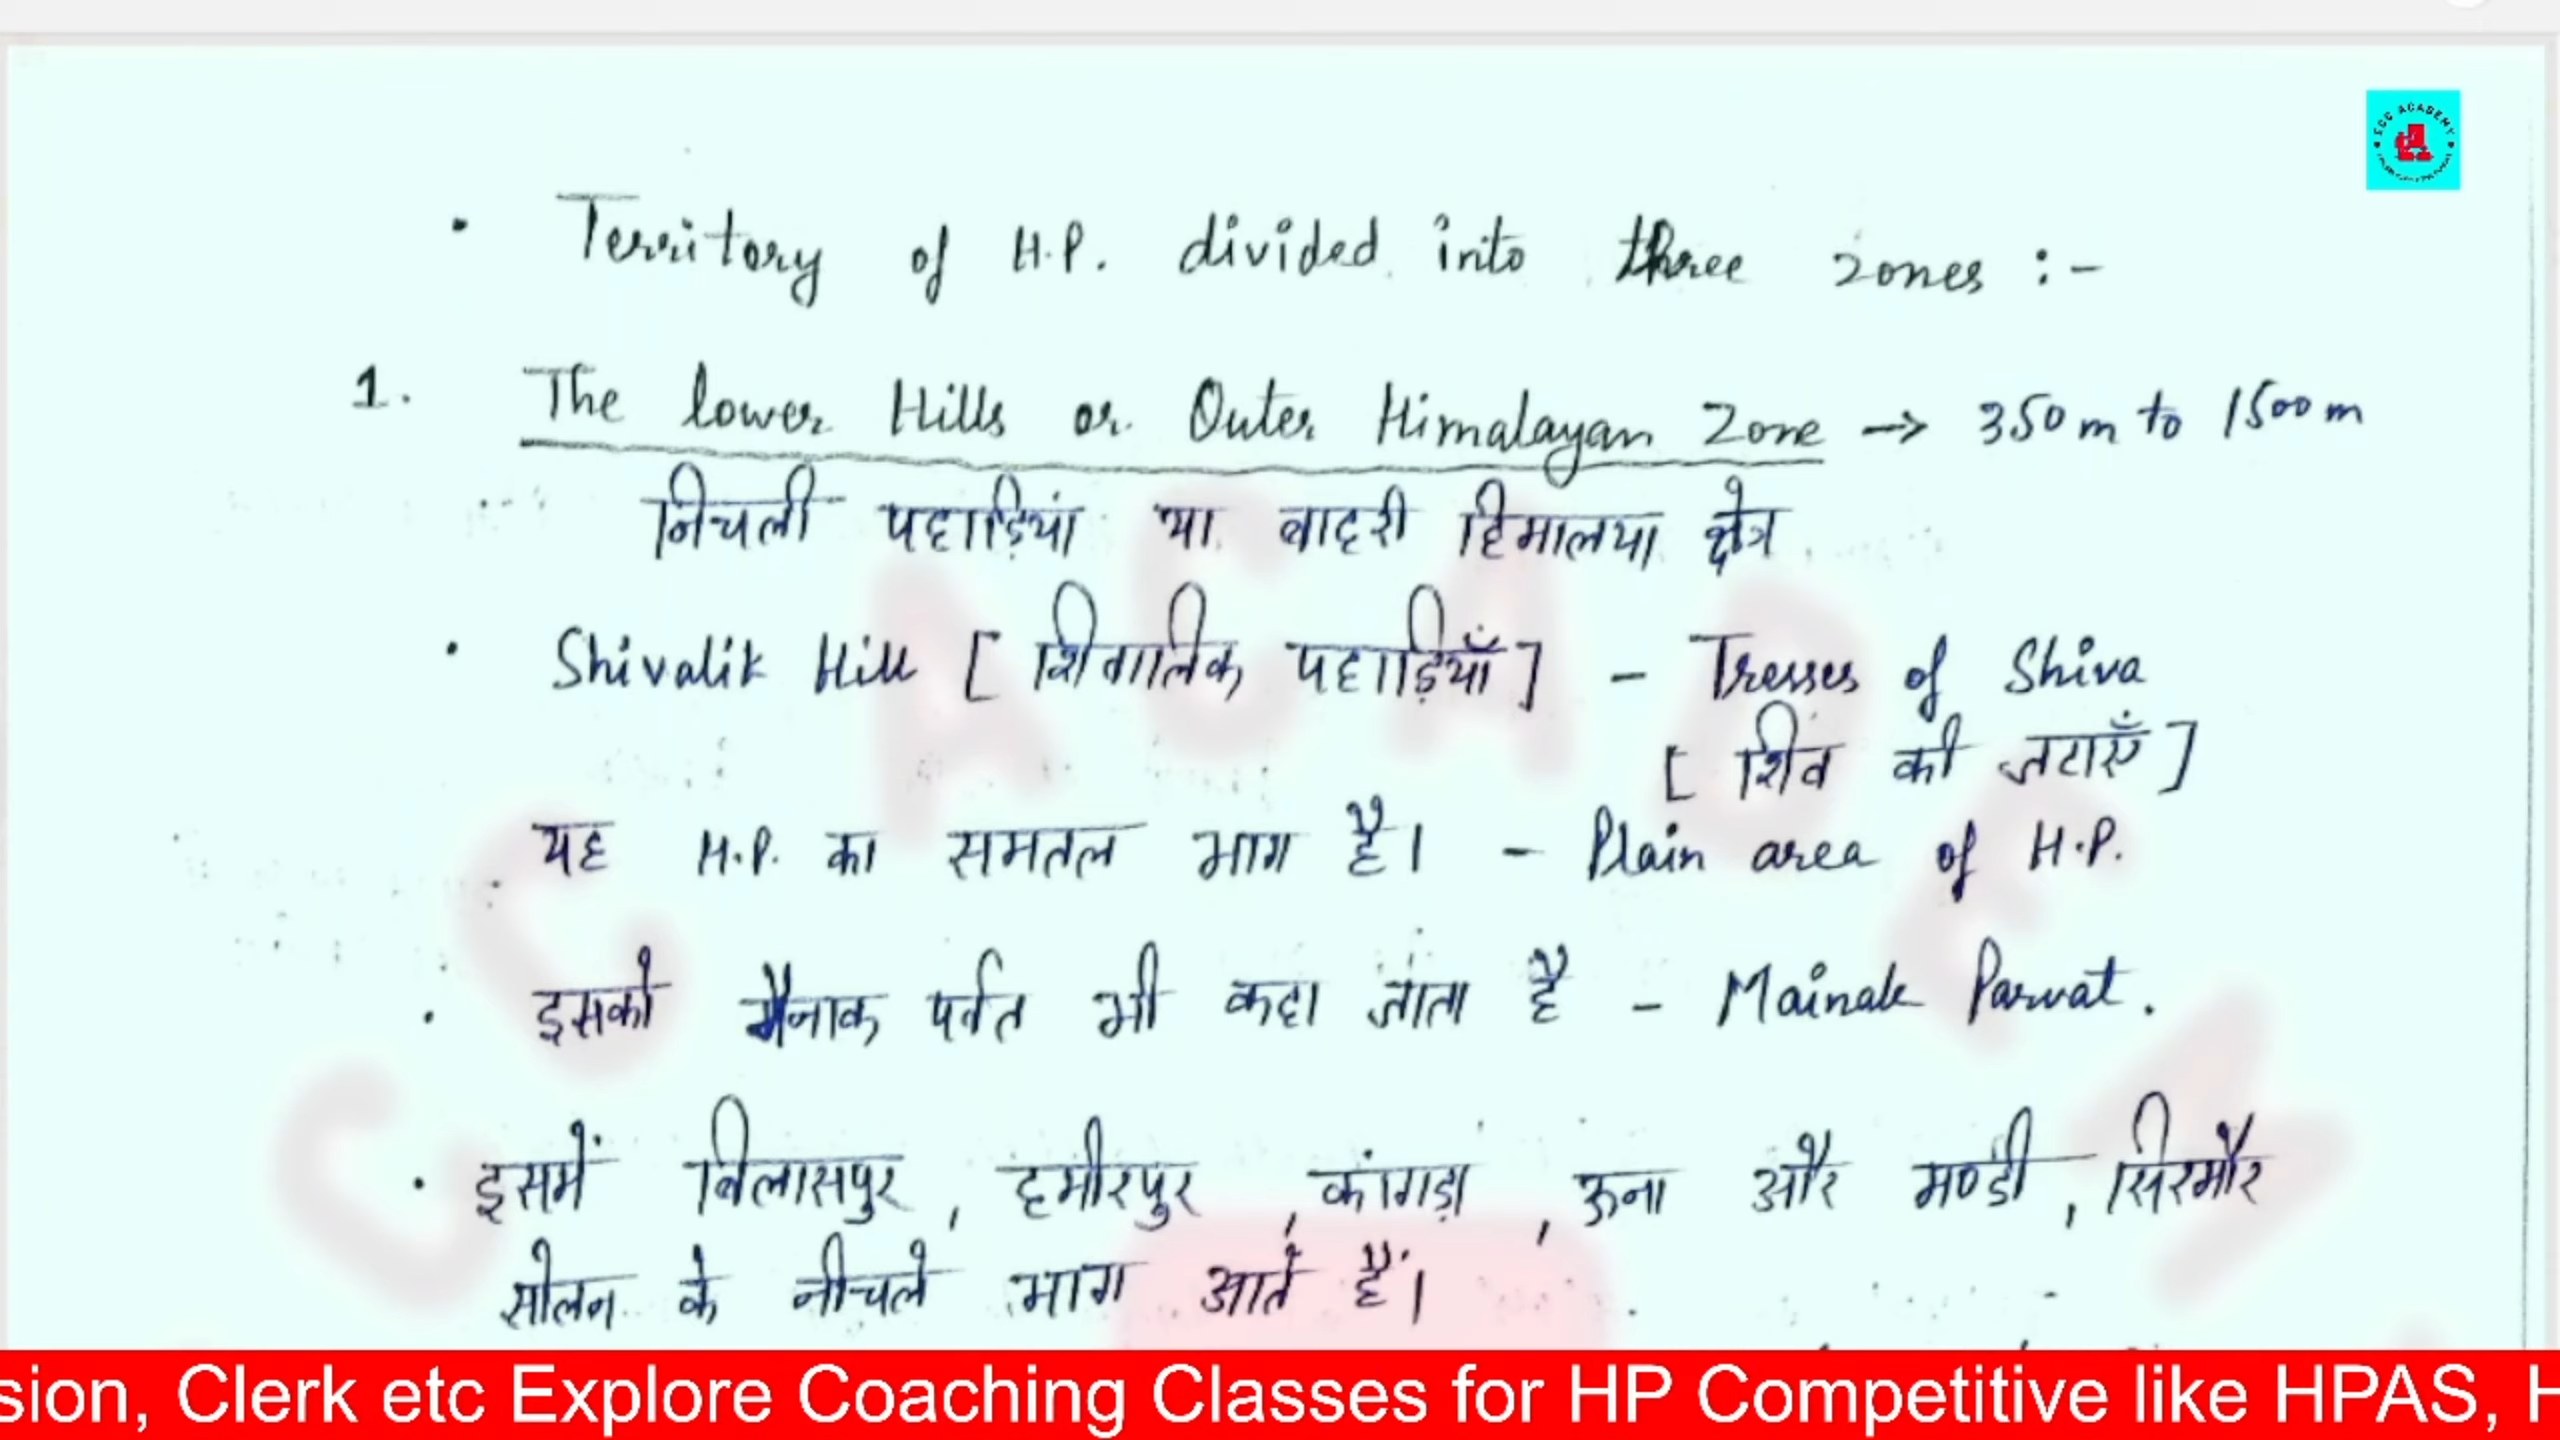 ECC ACADEMY
• Territory of H.P. divided into three zones :-
1. The lower Hills or Outer Himalayan Zone → 350m to 1500m
निचली पहाड़ियां या बाहरी हिमालया क्षेत्र
• Shivalik Hill [ शिवालिक पहाड़ियाँ ] - Tresses of Shiva
[ शिव की जटाएँ ]
यह H.P. का समतल भाग है। - Plain area of H.P.
• इसको मैनाक पर्वत भी कहा जाता है - Mainak Parvat.
• इसमें बिलासपुर, हमीरपुर, कांगड़ा, ऊना और मण्डी, सिरमौर
सोलन के नीचले भाग आते हैं।
sion, Clerk etc Explore Coaching Classes for HP Competitive like HPAS, H